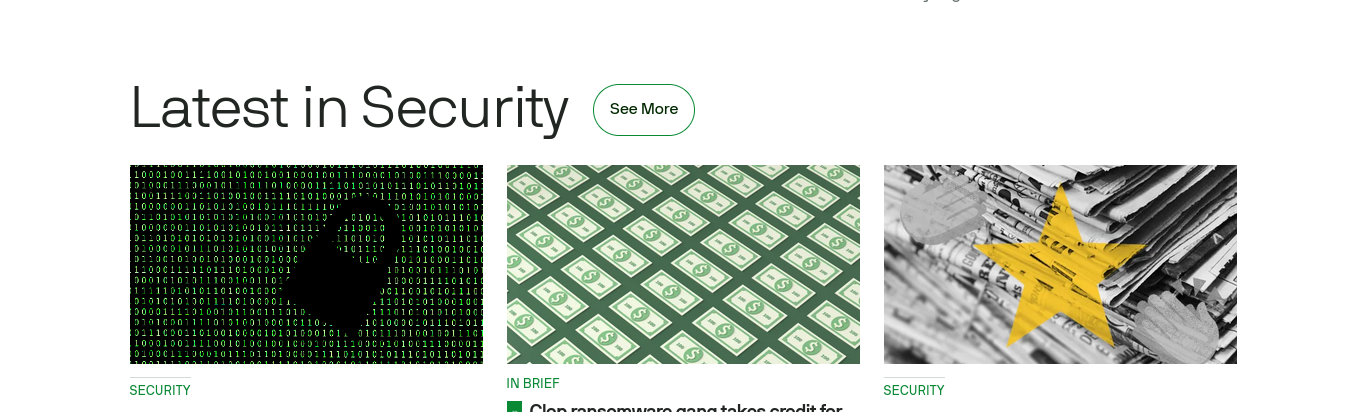 Latest in Security
See More
SECURITY
IN BRIEF
SECURITY
Clop ransomware gang takes credit for